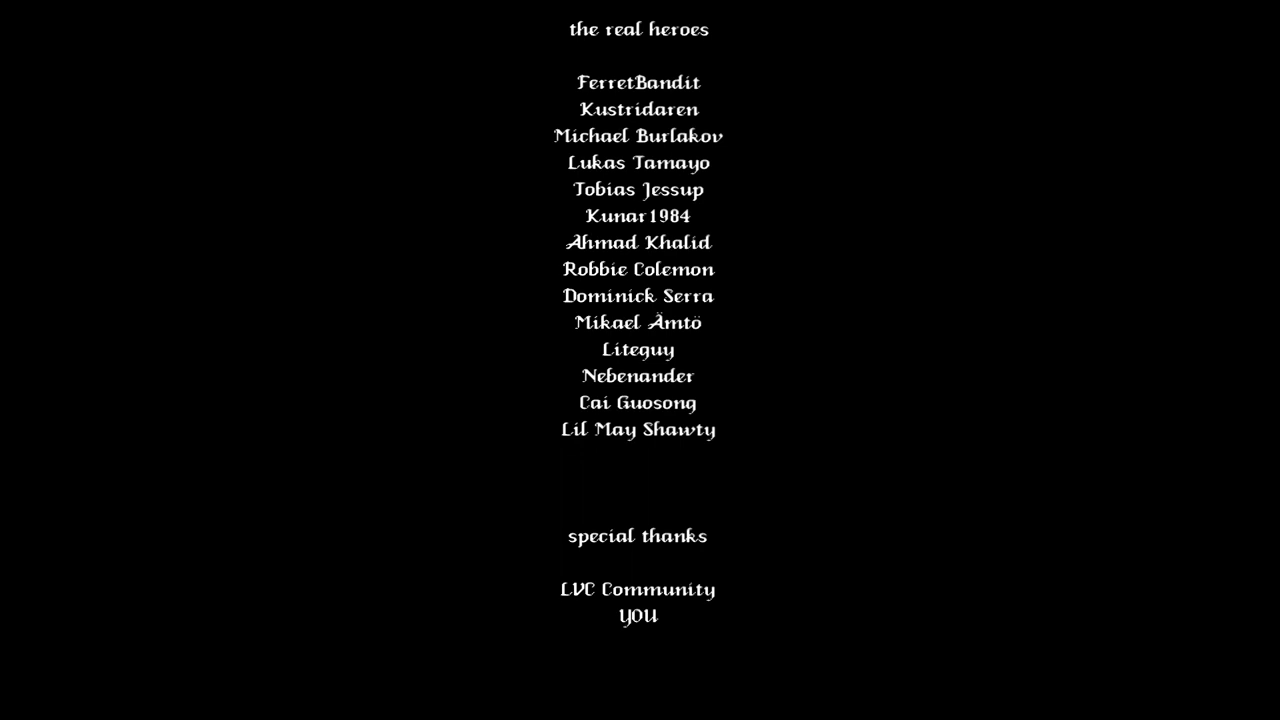 the real heroes
FerretBandit
Kustridaren
Michael Burlakov
Lukas Tamayo
Tobias Jessup
Kunar1984
Ahmad Khalid
Robbie Colemon
Dominick Serra
Mikael Ämtö
Liteguy
Nebenander
Cai Guosong
Lil May Shawty
special thanks
LVC Community
YOU